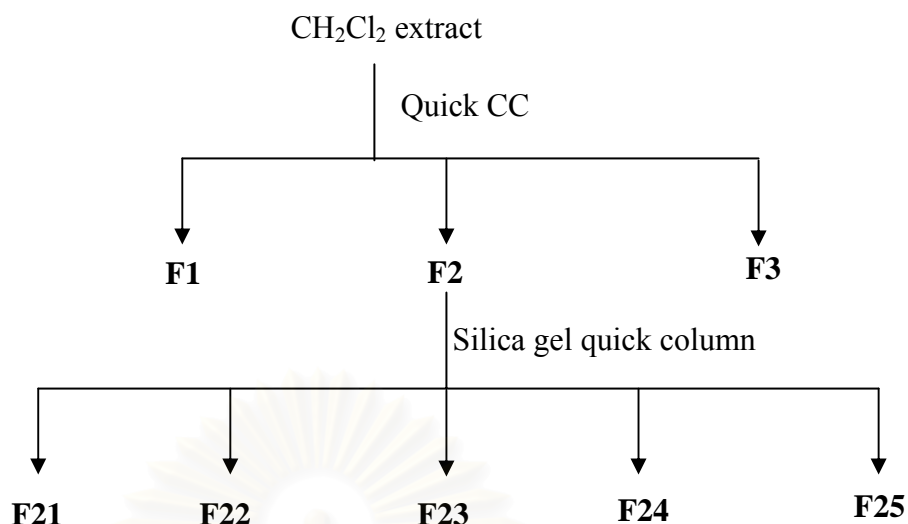 CH₂Cl₂ extract
Quick CC
F1 F2 F3
Silica gel quick column
F21 F22 F23 F24 F25